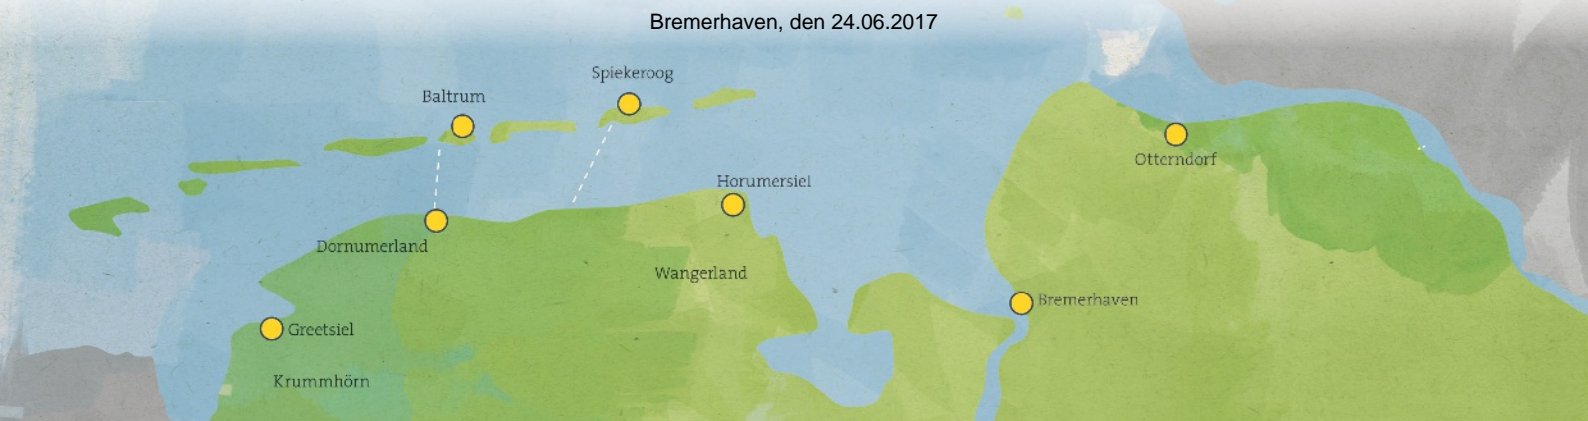 Bremerhaven, den 24.06.2017
Spiekeroog
Baltrum
Otterndorf
Horumersiel
Dornumerland
Wangerland
Bremerhaven
Greetsiel
Krummhörn